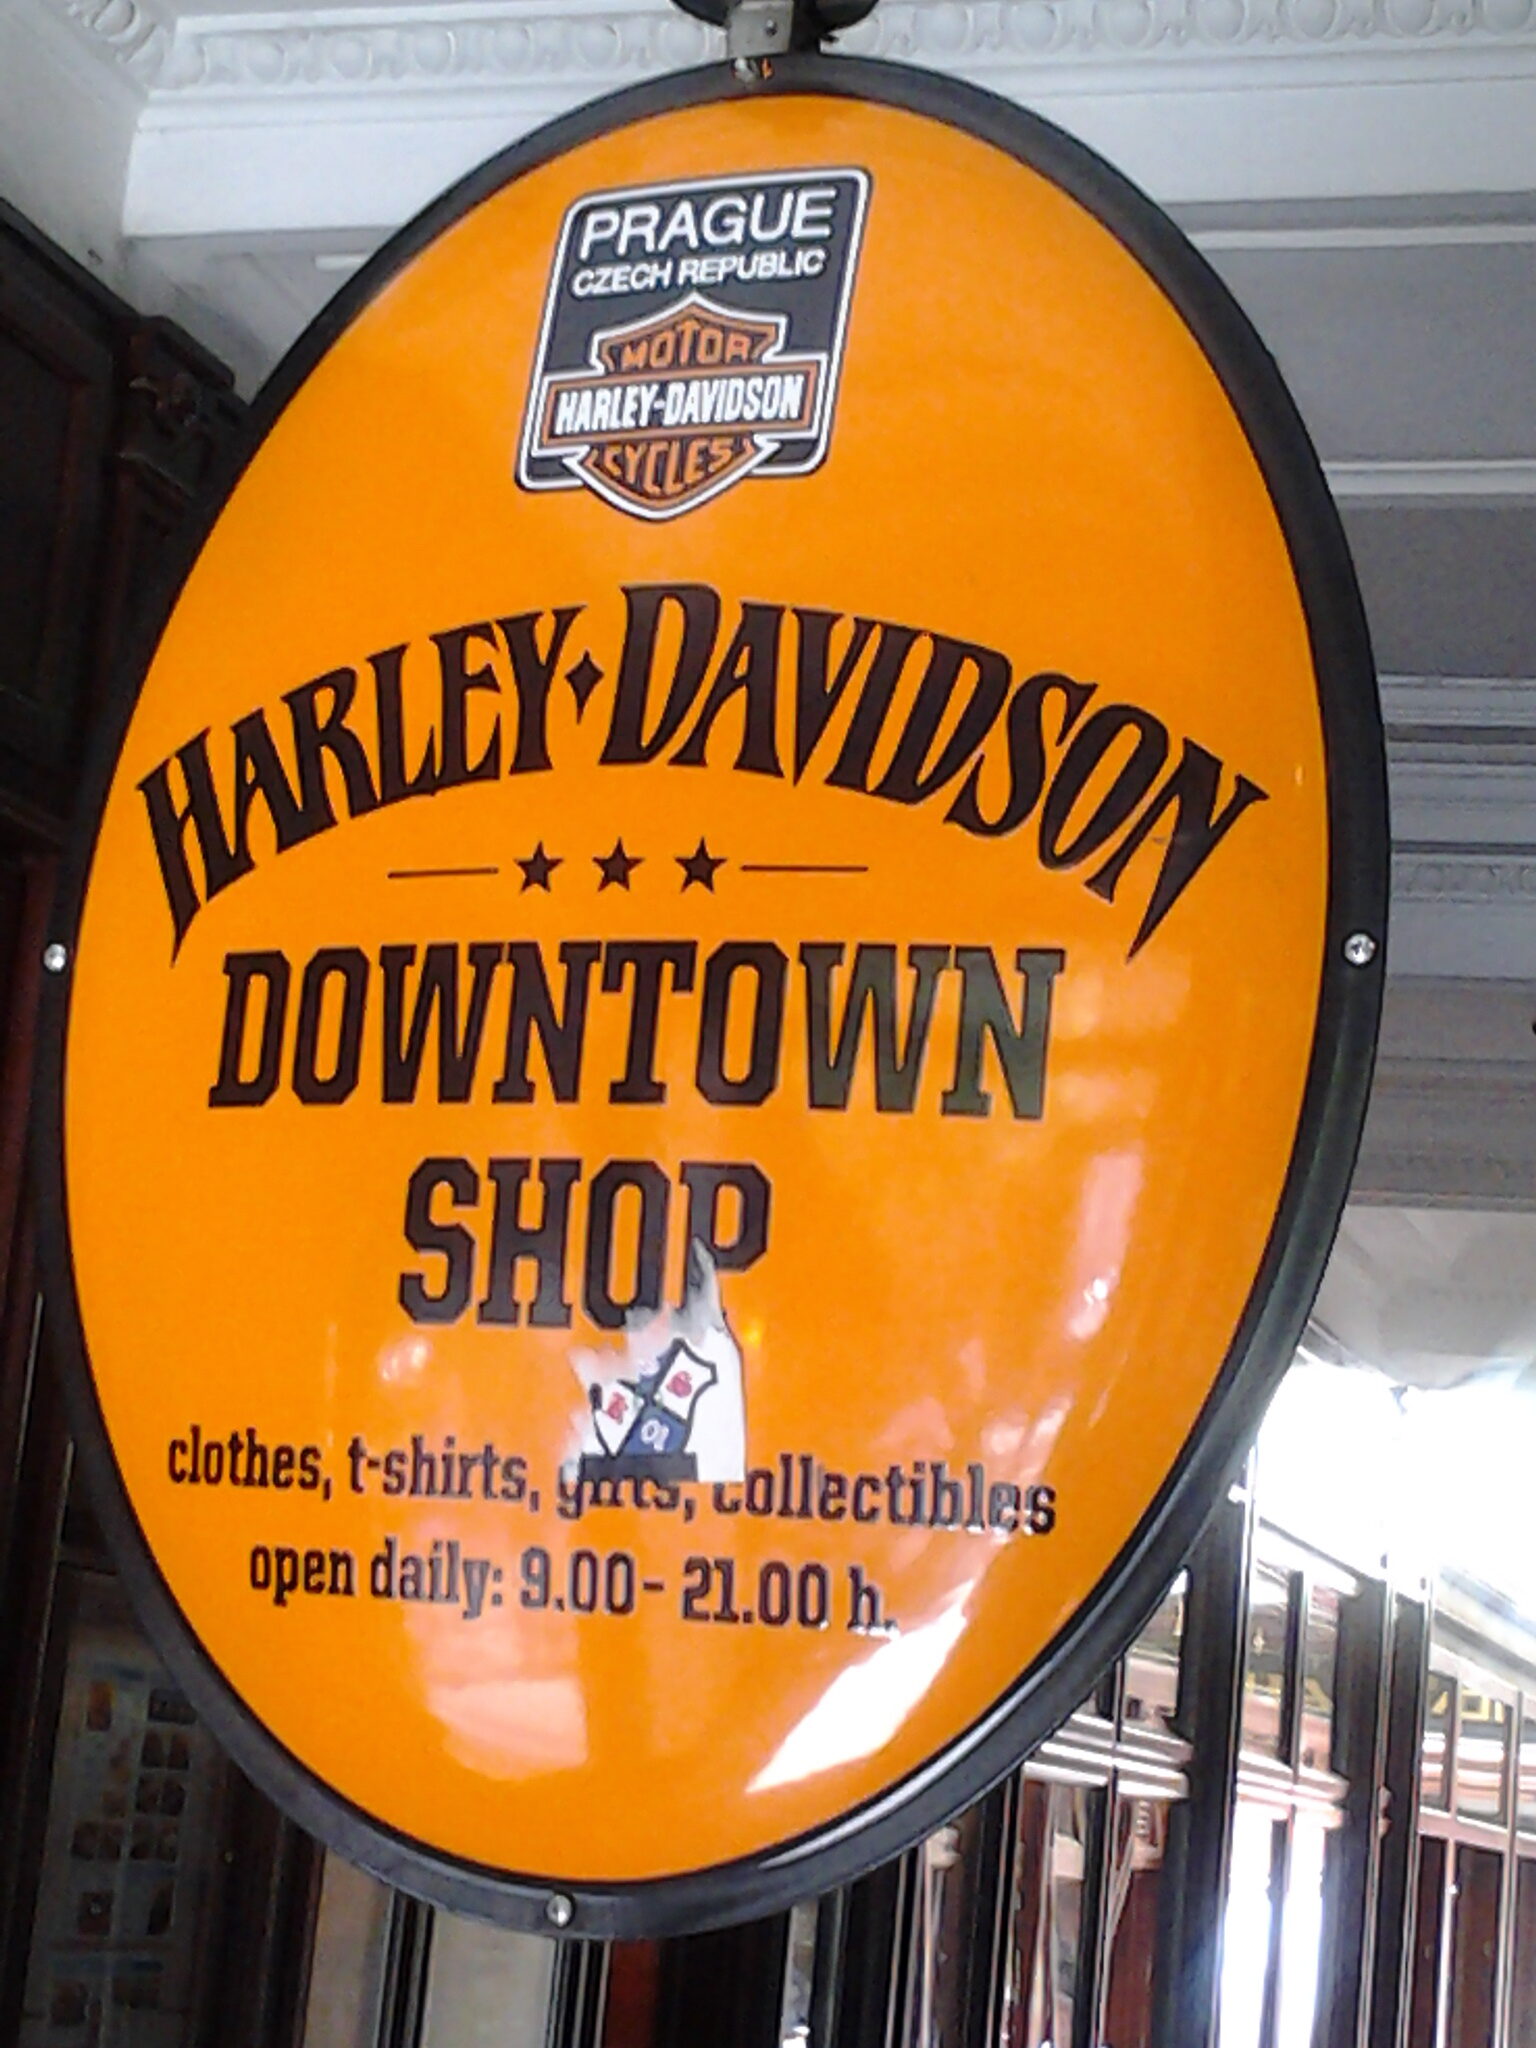 PRAGUE
CZECH REPUBLIC
MOTOR
HARLEY-DAVIDSON
CYCLES
HARLEY·DAVIDSON
DOWNTOWN
SHOP
clothes, t-shirts, gifts, collectibles
open daily: 9.00- 21.00 h.